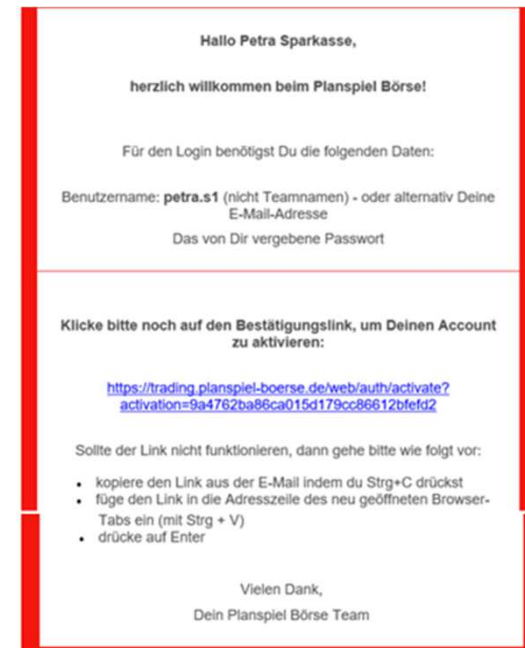 Hallo Petra Sparkasse,
herzlich willkommen beim Planspiel Börse!
Für den Login benötigst Du die folgenden Daten:
Benutzername: petra.s1 (nicht Teamnamen) - oder alternativ Deine
E-Mail-Adresse
Das von Dir vergebene Passwort
Klicke bitte noch auf den Bestätigungslink, um Deinen Account
zu aktivieren:
https://trading.planspiel-boerse.de/web/auth/activate?
activation=9a4762ba86ca015d179cc86612bfefd2
Sollte der Link nicht funktionieren, dann gehe bitte wie folgt vor:
• kopiere den Link aus der E-Mail indem du Strg+C drückst
• füge den Link in die Adresszeile des neu geöffneten Browser-
Tabs ein (mit Strg + V)
• drücke auf Enter
Vielen Dank,
Dein Planspiel Börse Team